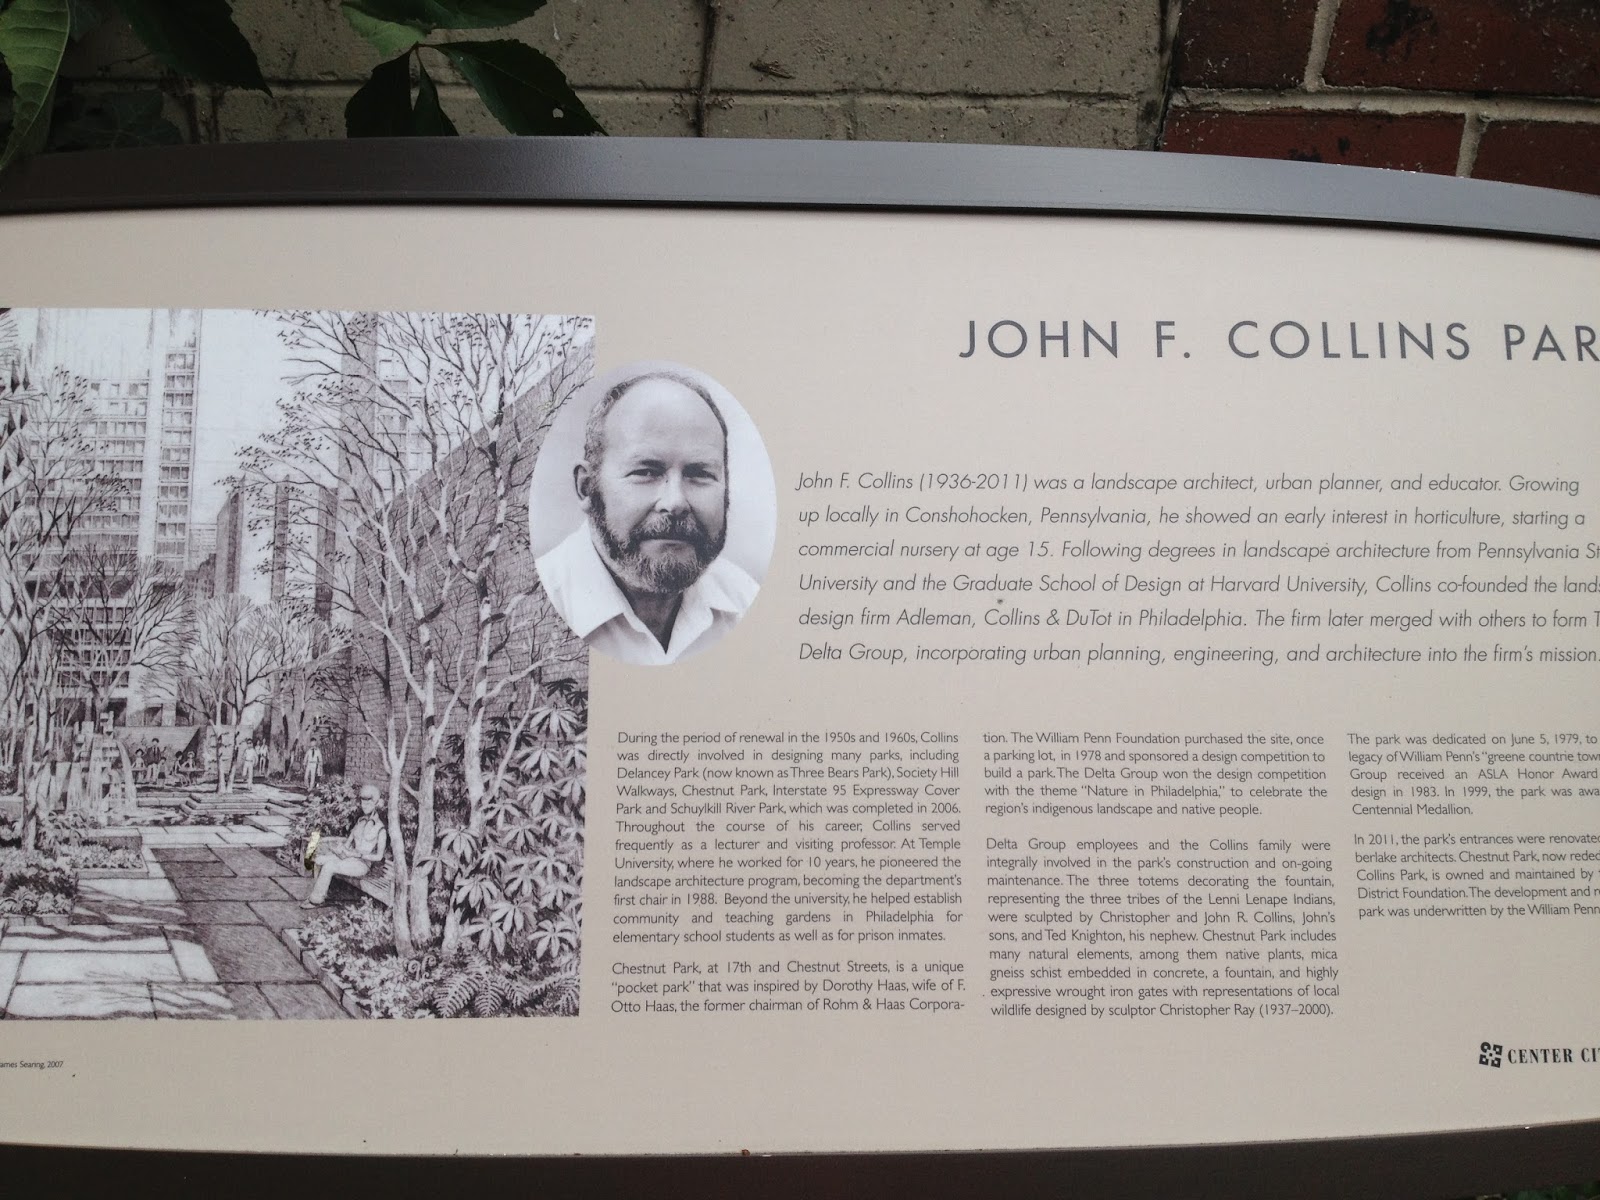 JOHN F. COLLINS PAR
John F. Collins (1936-2011) was a landscape architect, urban planner, and educator. Growing
up locally in Conshohocken, Pennsylvania, he showed an early interest in horticulture, starting a
commercial nursery at age 15. Following degrees in landscape architecture from Pennsylvania St
University and the Graduate School of Design at Harvard University, Collins co-founded the lands
design firm Adleman, Collins & DuTot in Philadelphia. The firm later merged with others to form T
Delta Group, incorporating urban planning, engineering, and architecture into the firm's mission.
During the period of renewal in the 1950s and 1960s, Collins
was directly involved in designing many parks, including
Delancey Park (now known as Three Bears Park), Society Hill
Walkways, Chestnut Park, Interstate 95 Expressway Cover
Park and Schuylkill River Park, which was completed in 2006.
Throughout the course of his career, Collins served
frequently as a lecturer and visiting professor. At Temple
University, where he worked for 10 years, he pioneered the
landscape architecture program, becoming the department's
first chair in 1988. Beyond the university, he helped establish
community and teaching gardens in Philadelphia for
elementary school students as well as for prison inmates.
Chestnut Park, at 17th and Chestnut Streets, is a unique
"pocket park" that was inspired by Dorothy Haas, wife of F.
Otto Haas, the former chairman of Rohm & Haas Corpora-
tion. The William Penn Foundation purchased the site, once
a parking lot, in 1978 and sponsored a design competition to
build a park. The Delta Group won the design competition
with the theme "Nature in Philadelphia," to celebrate the
region's indigenous landscape and native people.
Delta Group employees and the Collins family were
integrally involved in the park's construction and on-going
maintenance. The three totems decorating the fountain,
representing the three tribes of the Lenni Lenape Indians,
were sculpted by Christopher and John R. Collins, John's
sons, and Ted Knighton, his nephew. Chestnut Park includes
many natural elements, among them native plants, mica
gneiss schist embedded in concrete, a fountain, and highly
expressive wrought iron gates with representations of local
wildlife designed by sculptor Christopher Ray (1937–2000).
The park was dedicated on June 5, 1979, to
legacy of William Penn's "greene countrie tow
Group received an ASLA Honor Award
design in 1983. In 1999, the park was awa
Centennial Medallion.
In 2011, the park's entrances were renovated
berlake architects. Chestnut Park, now reded
Collins Park, is owned and maintained by
District Foundation. The development and r
park was underwritten by the William Penn
ames Searing, 2007
CENTER CI